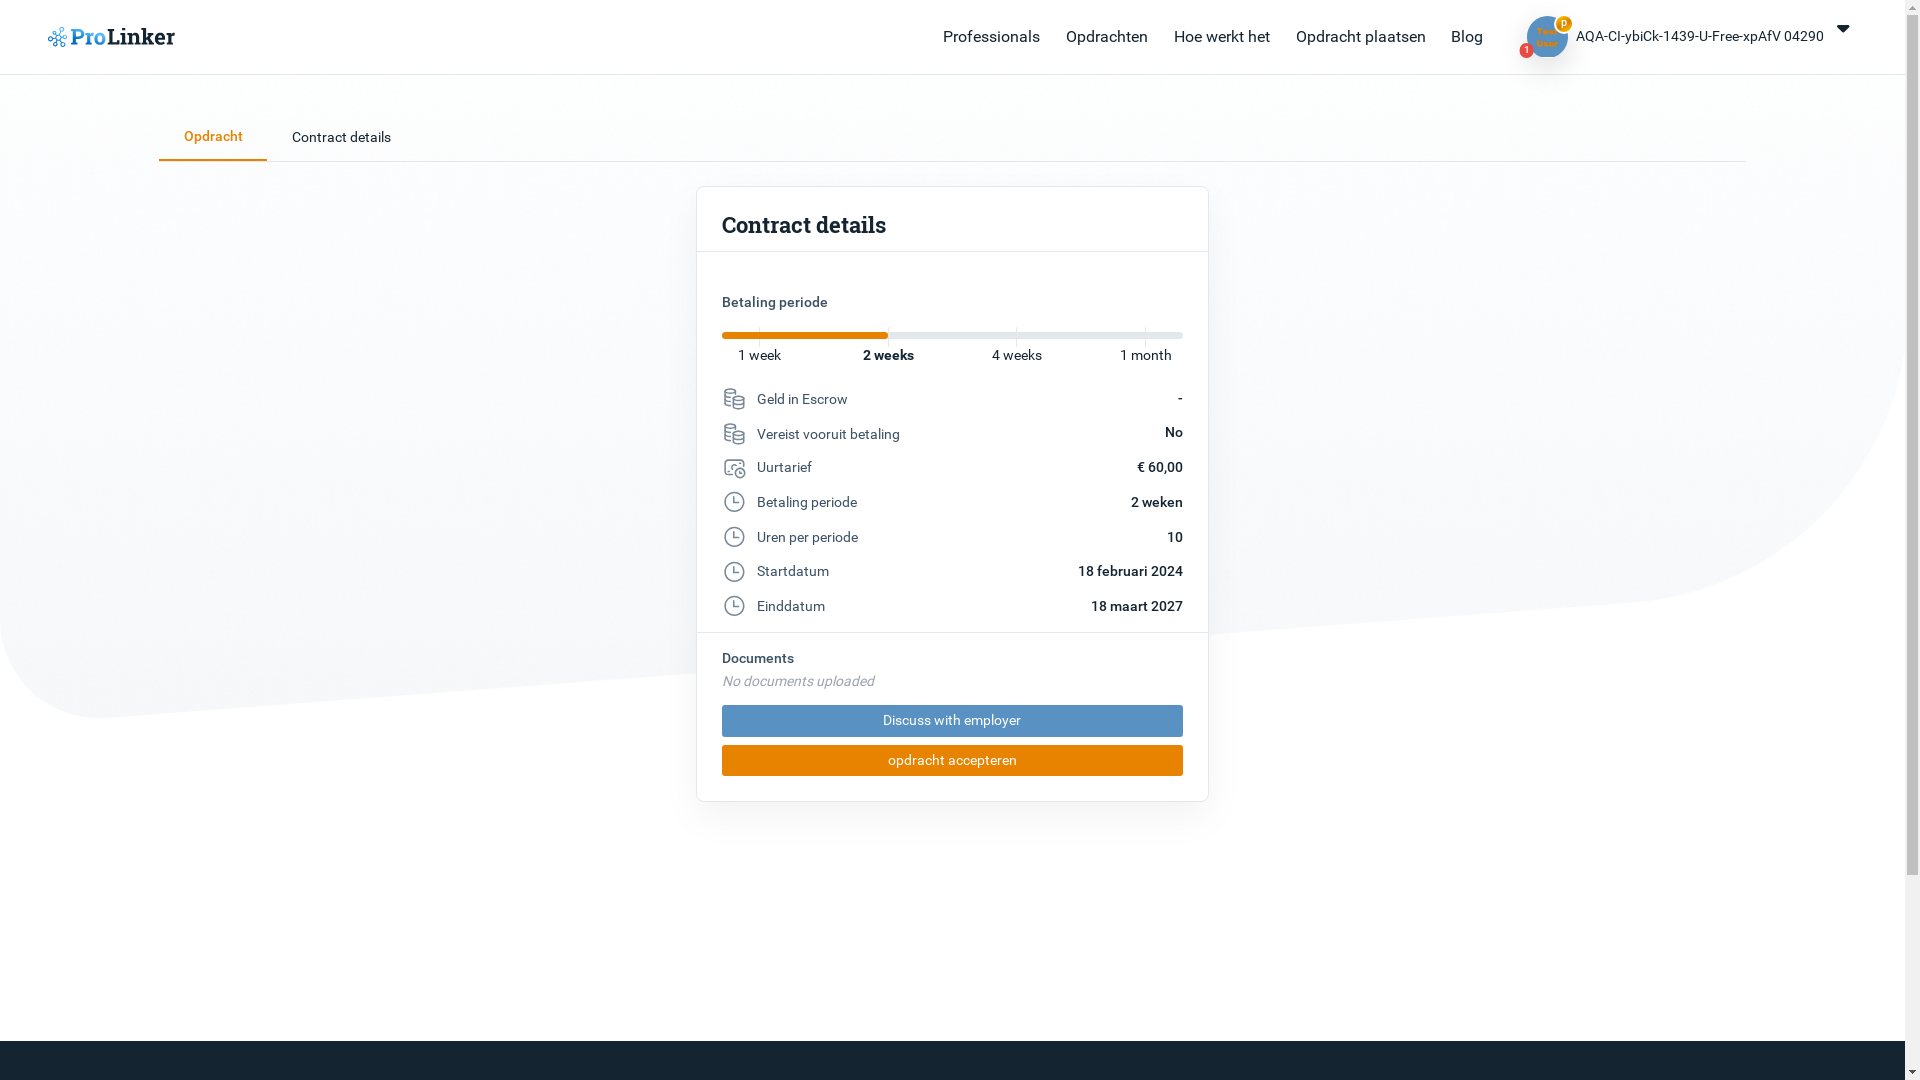 ProLinker
Professionals
Opdrachten
Hoe werkt het
Opdracht plaatsen
Blog
p
1
AQA-CI-ybiCk-1439-U-Free-xpAfV 04290
Opdracht
Contract details
Contract details
Betaling periode
1 week
2 weeks
4 weeks
1 month
Geld in Escrow
-
Vereist vooruit betaling
No
Uurtarief
€ 60,00
Betaling periode
2 weken
Uren per periode
10
Startdatum
18 februari 2024
Einddatum
18 maart 2027
Documents
No documents uploaded
Discuss with employer
opdracht accepteren